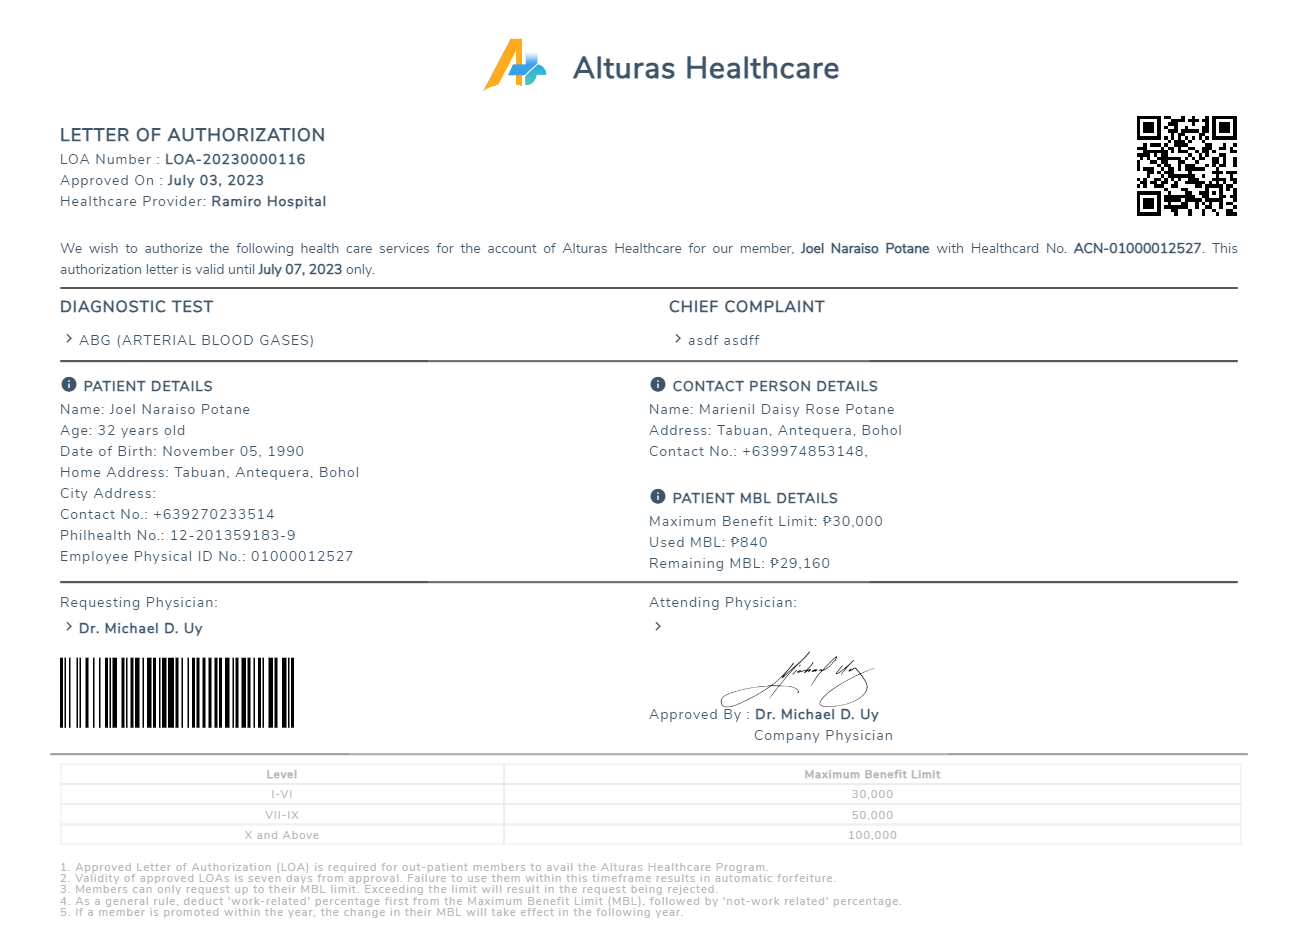 Alturas Healthcare
LETTER OF AUTHORIZATION
LOA Number : LOA-20230000116
Approved On : July 03, 2023
Healthcare Provider: Ramiro Hospital
We wish to authorize the following health care services for the account of Alturas Healthcare for our member, Joel Naraiso Potane with Healthcard No. ACN-01000012527. This
authorization letter is valid until July 07, 2023 only.
DIAGNOSTIC TEST
ABG (ARTERIAL BLOOD GASES)
CHIEF COMPLAINT
asdf asdff
PATIENT DETAILS
Name: Joel Naraiso Potane
Age: 32 years old
Date of Birth: November 05, 1990
Home Address: Tabuan, Antequera, Bohol
City Address:
Contact No.: +639270233514
Philhealth No.: 12-201359183-9
Employee Physical ID No.: 01000012527
CONTACT PERSON DETAILS
Name: Marienil Daisy Rose Potane
Address: Tabuan, Antequera, Bohol
Contact No.: +639974853148,
PATIENT MBL DETAILS
Maximum Benefit Limit: ₱30,000
Used MBL: ₱840
Remaining MBL: ₱29,160
Requesting Physician:
Dr. Michael D. Uy
Attending Physician:
Michael Uy
Approved By : Dr. Michael D. Uy
Company Physician
Level Maximum Benefit Limit
I-VI 30,000
VII-IX 50,000
X and Above 100,000
1. Approved Letter of Authorization (LOA) is required for out-patient members to avail the Alturas Healthcare Program.
2. Validity of approved LOAs is seven days from approval. Failure to use them within this timeframe results in automatic forfeiture.
3. Members can only request up to their MBL limit. Exceeding the limit will result in the request being rejected.
4. As a general rule, deduct 'work-related' percentage first from the Maximum Benefit Limit (MBL), followed by 'not-work related' percentage.
5. If a member is promoted within the year, the change in their MBL will take effect in the following year.